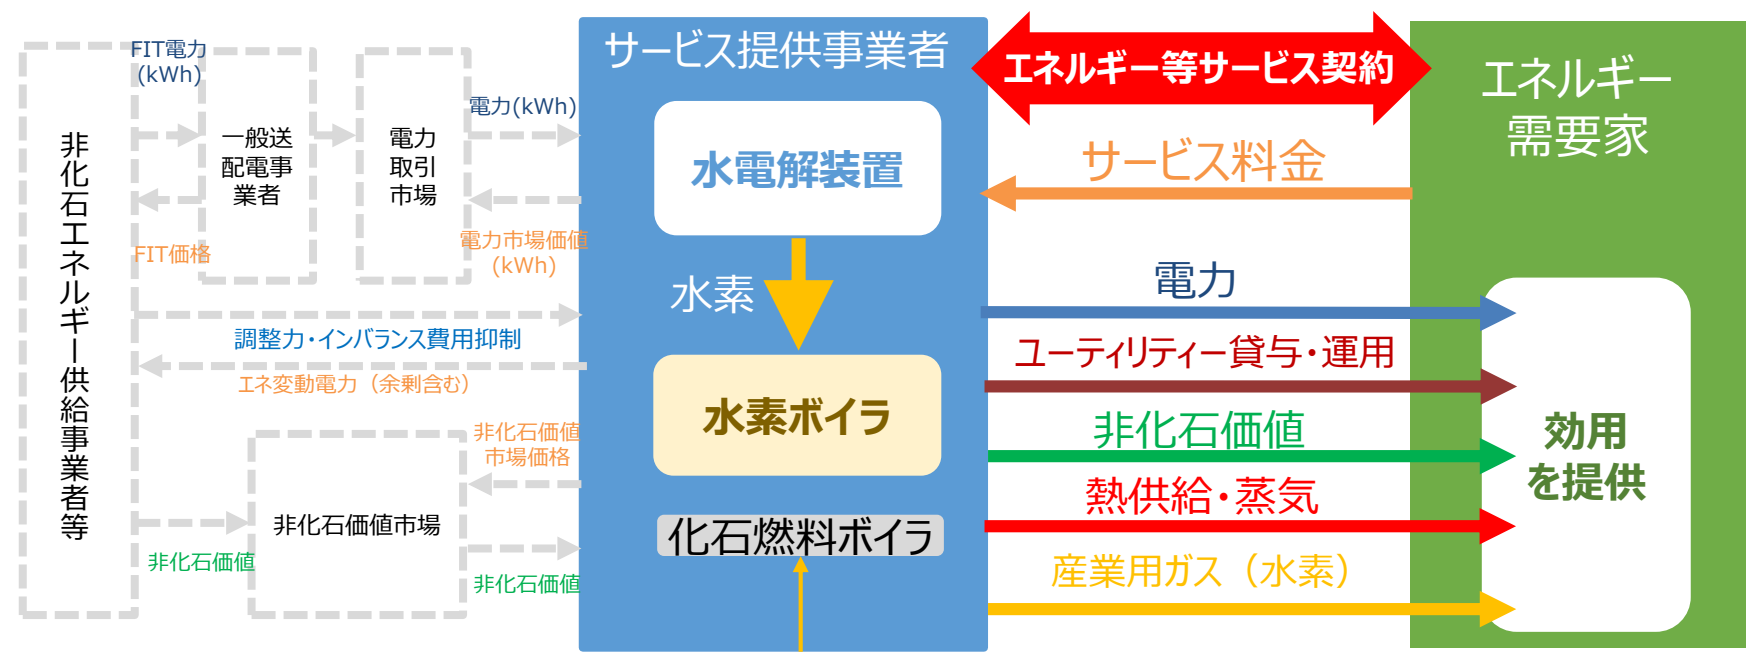 非化石エネルギー供給事業者等
FIT電力
(kWh)
一般送
配電事
業者
FIT価格
電力
取引
市場
電力(kWh)
電力市場価値
(kWh)
調整力・インバランス費用抑制
エネ変動電力（余剰含む）
非化石価値
市場価格
非化石価値市場
非化石価値
非化石価値
サービス提供事業者
水電解装置
水素
水素ボイラ
化石燃料ボイラ
エネルギー等サービス契約
サービス料金
電力
ユーティリティー貸与・運用
非化石価値
熱供給・蒸気
産業用ガス（水素）
エネルギー
需要家
効用
を提供